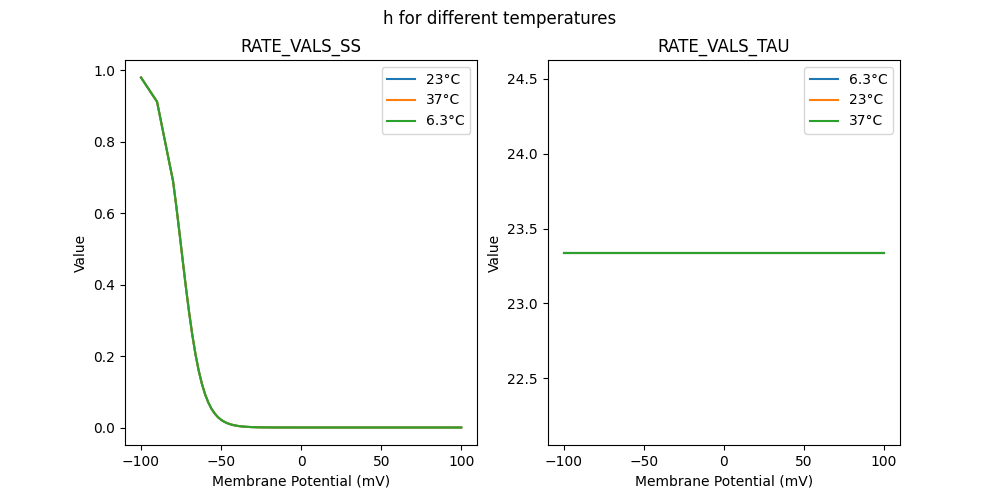 h for different temperatures
RATE_VALS_SS
1.0
0.8
0.6
0.4
0.2
0.0
Value
−100
−50
0
50
100
Membrane Potential (mV)
23°C
37°C
6.3°C
RATE_VALS_TAU
24.5
24.0
23.5
23.0
22.5
Value
−100
−50
0
50
100
Membrane Potential (mV)
6.3°C
23°C
37°C